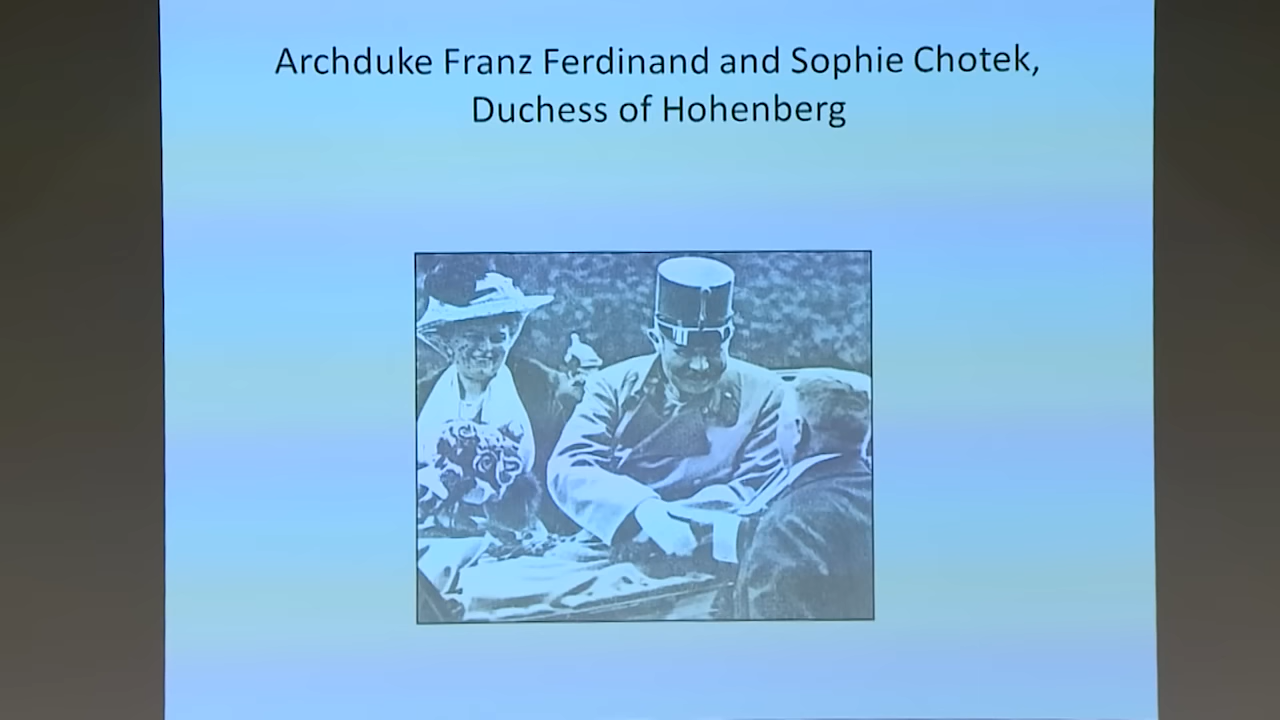 Archduke Franz Ferdinand and Sophie Chotek,
Duchess of Hohenberg